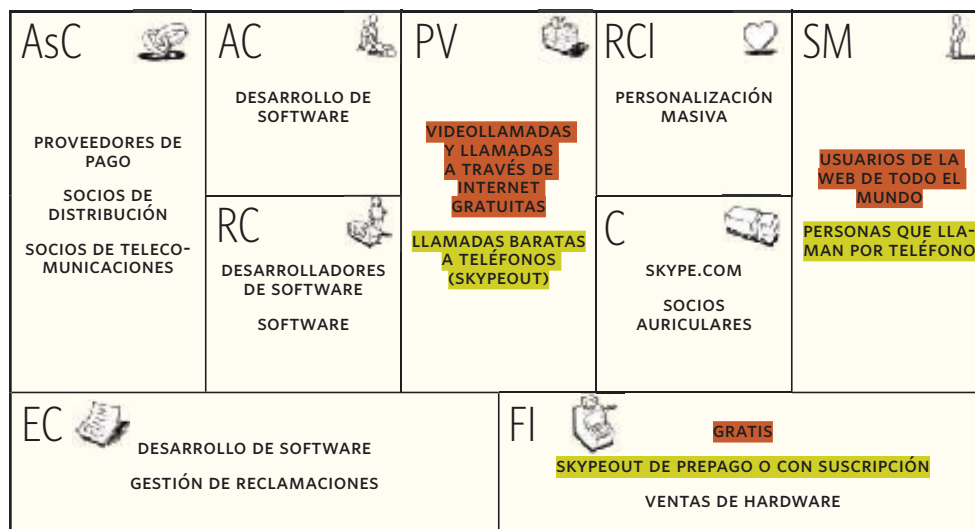 AsC
PROVEEDORES DE
PAGO
SOCIOS DE
DISTRIBUCIÓN
SOCIOS DE TELECO-
MUNICACIONES
AC
DESARROLLO DE
SOFTWARE
RC
DESARROLLADORES
DE SOFTWARE
SOFTWARE
PV
VIDEOLLAMADAS
Y LLAMADAS
A TRAVÉS DE
INTERNET
GRATUITAS
LLAMADAS BARATAS
A TELÉFONOS
(SKYPEOUT)
RCl
PERSONALIZACIÓN
MASIVA
C
SKYPE.COM
SOCIOS
AURICULARES
SM
USUARIOS DE LA
WEB DE TODO EL
MUNDO
PERSONAS QUE LLA-
MAN POR TELÉFONO
EC
DESARROLLO DE SOFTWARE
GESTIÓN DE RECLAMACIONES
FI
GRATIS
SKYPEOUT DE PREPAGO O CON SUSCRIPCIÓN
VENTAS DE HARDWARE